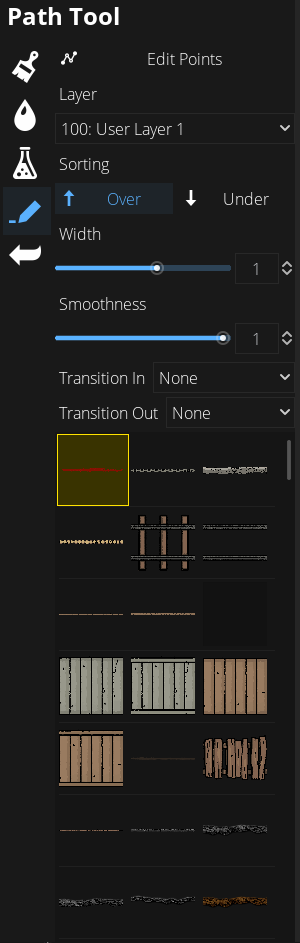 Path Tool
Edit Points
Layer
100: User Layer 1
Sorting
Over
Under
Width
1
Smoothness
1
Transition In
None
Transition Out
None